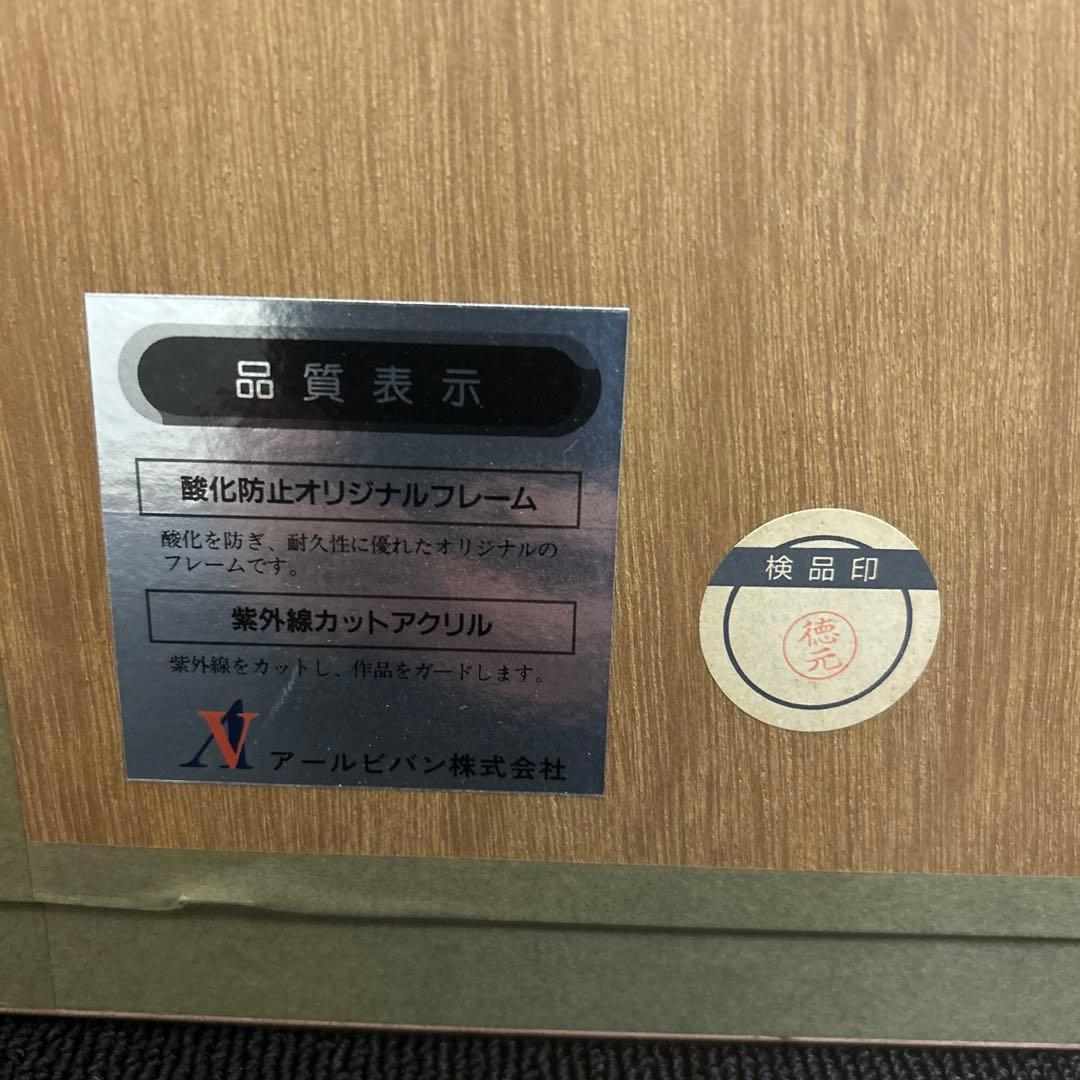 品質表示
酸化防止オリジナルフレーム
酸化を防ぎ、耐久性に優れたオリジナルの
フレームです。
紫外線カットアクリル
紫外線をカットし、作品をガードします。
AV アールビバン株式会社
検品印
徳元